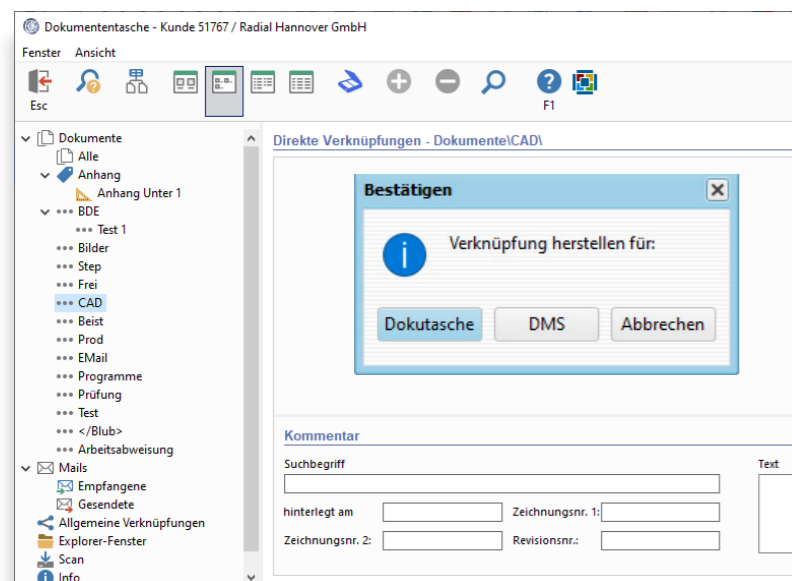 Dokumententasche - Kunde 51767 / Radial Hannover GmbH
Fenster Ansicht
Esc
F1
Dokumente
Alle
Anhang
Anhang Unter 1
BDE
Test 1
Bilder
Step
Frei
CAD
Beist
Prod
EMail
Programme
Prüfung
Test
</Blub>
Arbeitsabweisung
Mails
Empfangene
Gesendete
Allgemeine Verknüpfungen
Explorer-Fenster
Scan
Info
Direkte Verknüpfungen - Dokumente\CAD\
Bestätigen
Verknüpfung herstellen für:
Dokutasche DMS Abbrechen
Kommentar
Suchbegriff Text
hinterlegt am Zeichnungsnr. 1:
Zeichnungsnr. 2: Revisionsnr.: